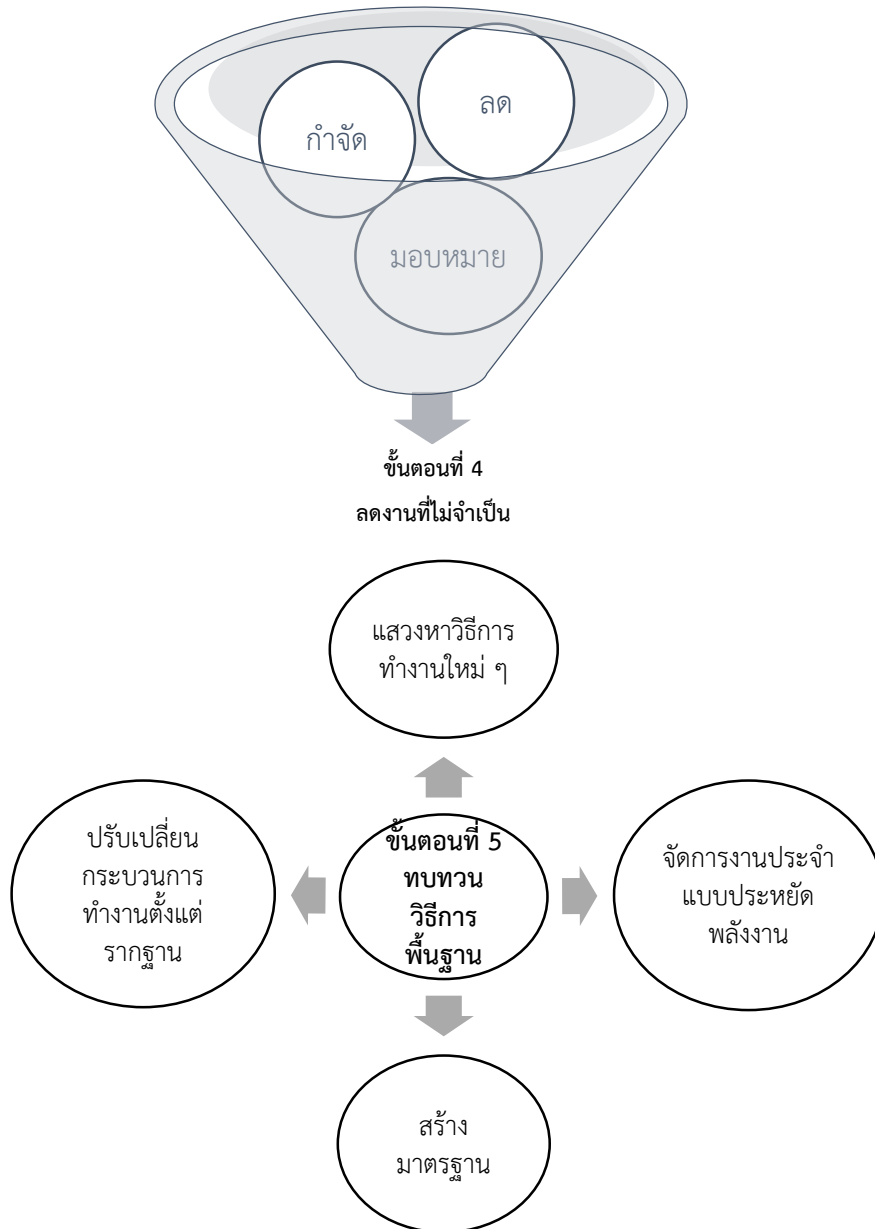 กำจัด
ลด
มอบหมาย
ขั้นตอนที่ 4
ลดงานที่ไม่จำเป็น
แสวงหาวิธีการ
ทำงานใหม่ ๆ
ปรับเปลี่ยน
กระบวนการ
ทำงานตั้งแต่
รากฐาน
ขั้นตอนที่ 5
ทบทวน
วิธีการ
พื้นฐาน
จัดการงานประจำ
แบบประหยัด
พลังงาน
สร้าง
มาตรฐาน